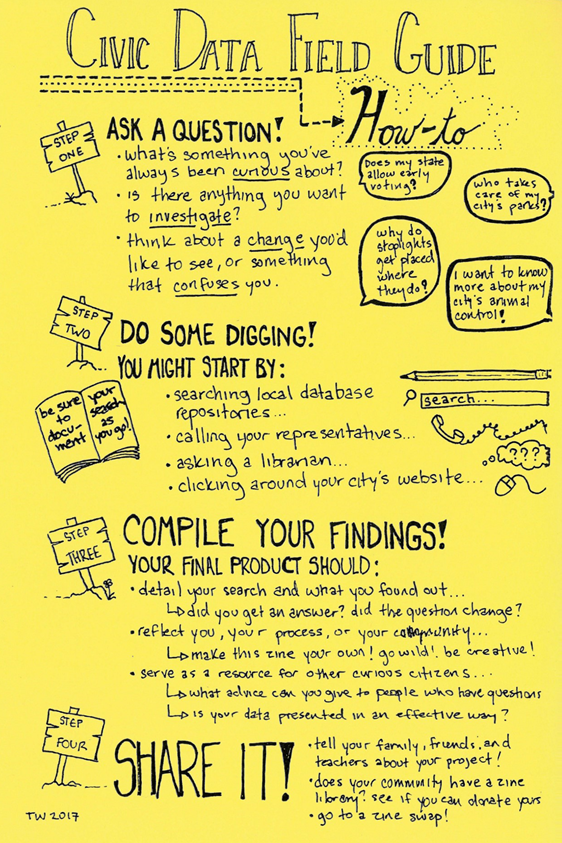 CIVIC DATA FIELD GUIDE
How-to
STEP
ONE
ASK A QUESTION!
• what's something you've
always been curious about?
• is there anything you want
to investigate?
• think about a change you'd
like to see, or something
that confuses you.
Does my state
allow early
voting?
who takes
care of my
city's parks?
why do
stoplights
get placed
where
they do?
I want to know
more about my
city's animal
control!
STEP
TWO
DO SOME DIGGING!
YOU MIGHT START BY:
be sure
to
docu-
ment
your
search
as
you go!
• searching local database
repositories...
• calling your representatives...
• asking a librarian...
• clicking around your city's website...
search...
???
STEP
THREE
COMPILE YOUR FINDINGS!
YOUR FINAL PRODUCT SHOULD:
• detail your search and what you found out...
↳ did you get an answer? did the question change?
• reflect you, your process, or your community...
↳ make this zine your own! go wild! be creative!
• serve as a resource for other curious citizens...
↳ what advice can you give to people who have questions
↳ is your data presented in an effective way?
STEP
FOUR
SHARE IT!
• tell your family, friends, and
teachers about your project!
• does your community have a zine
library? see if you can donate yours
• go to a zine swap!
TW 2017